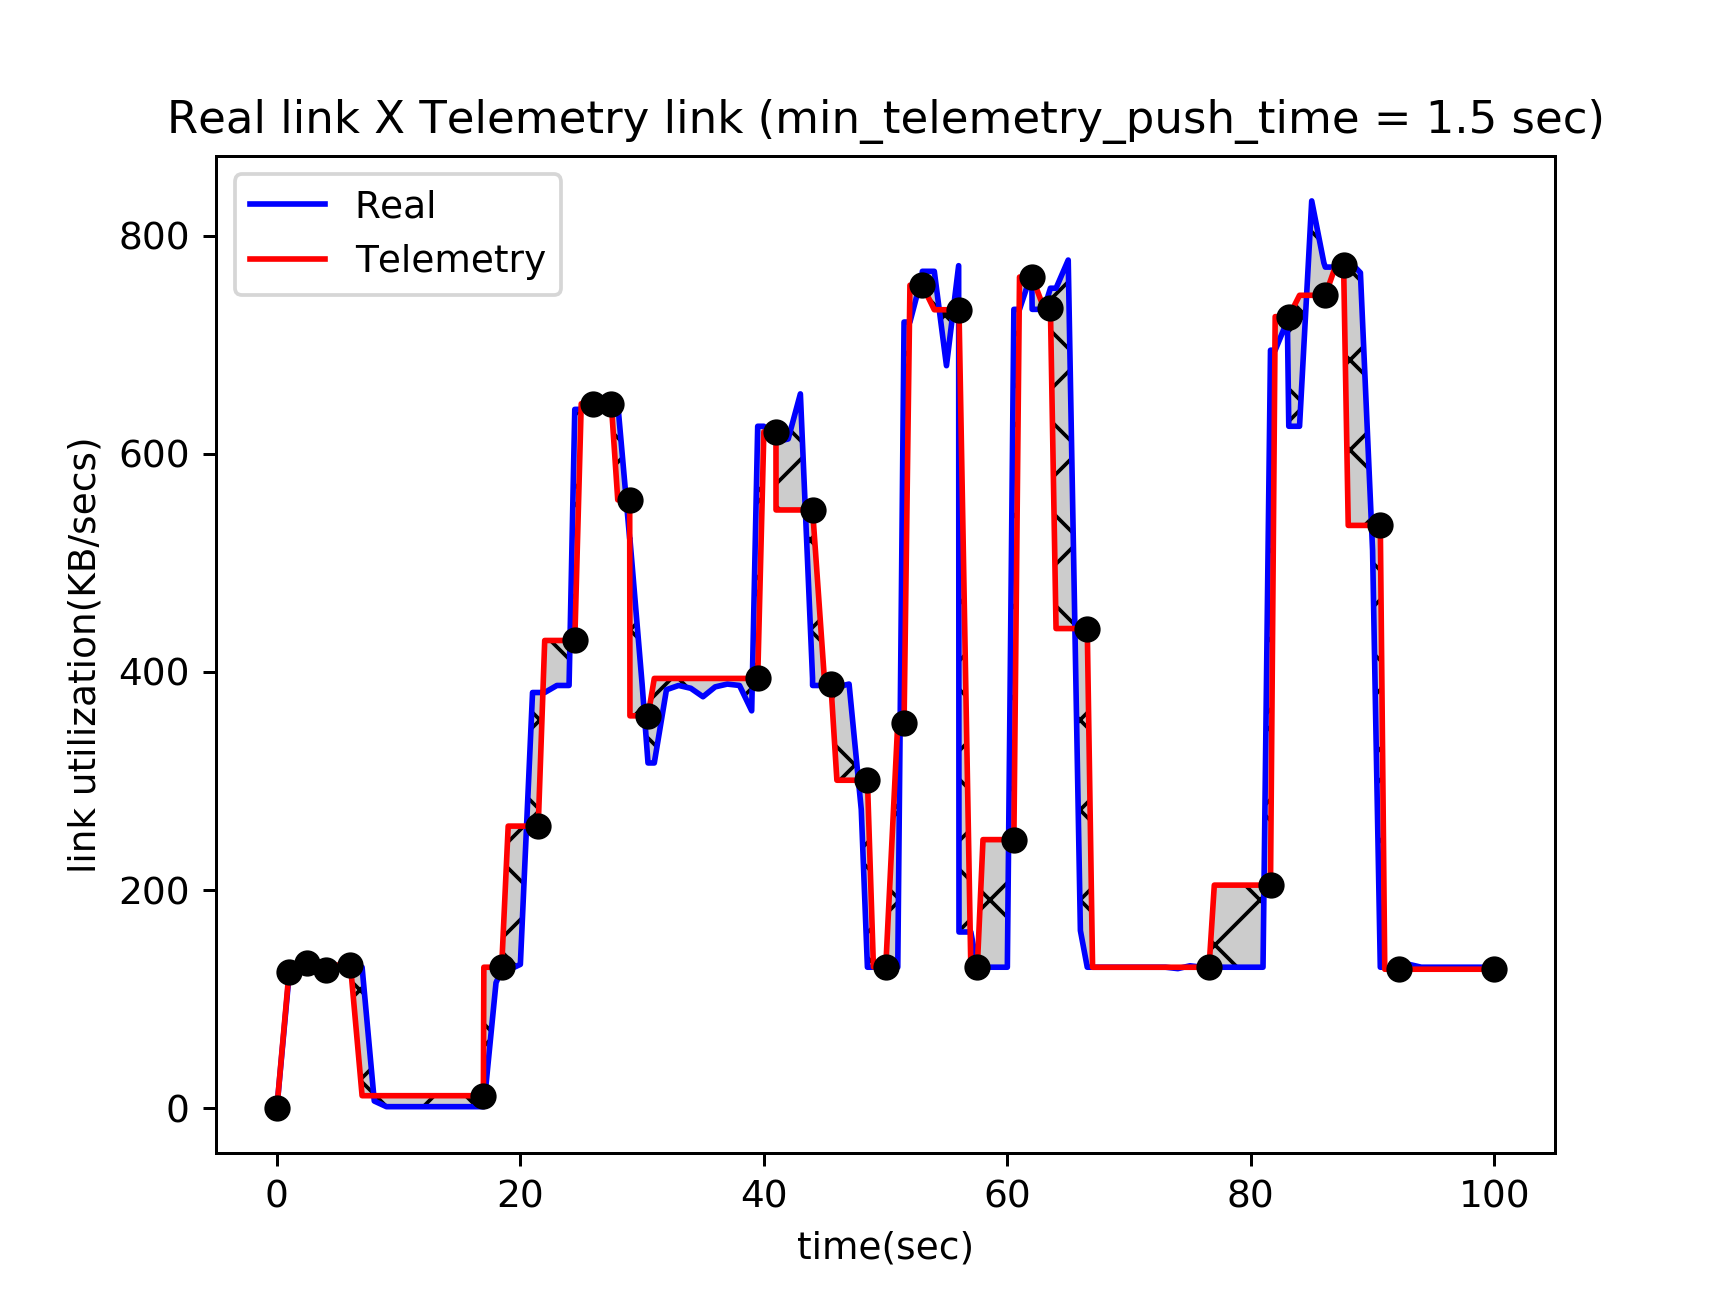 Real link X Telemetry link (min_telemetry_push_time = 1.5 sec)
Real
Telemetry
800
600
400
200
0
link utilization(KB/secs)
0 20 40 60 80 100
time(sec)